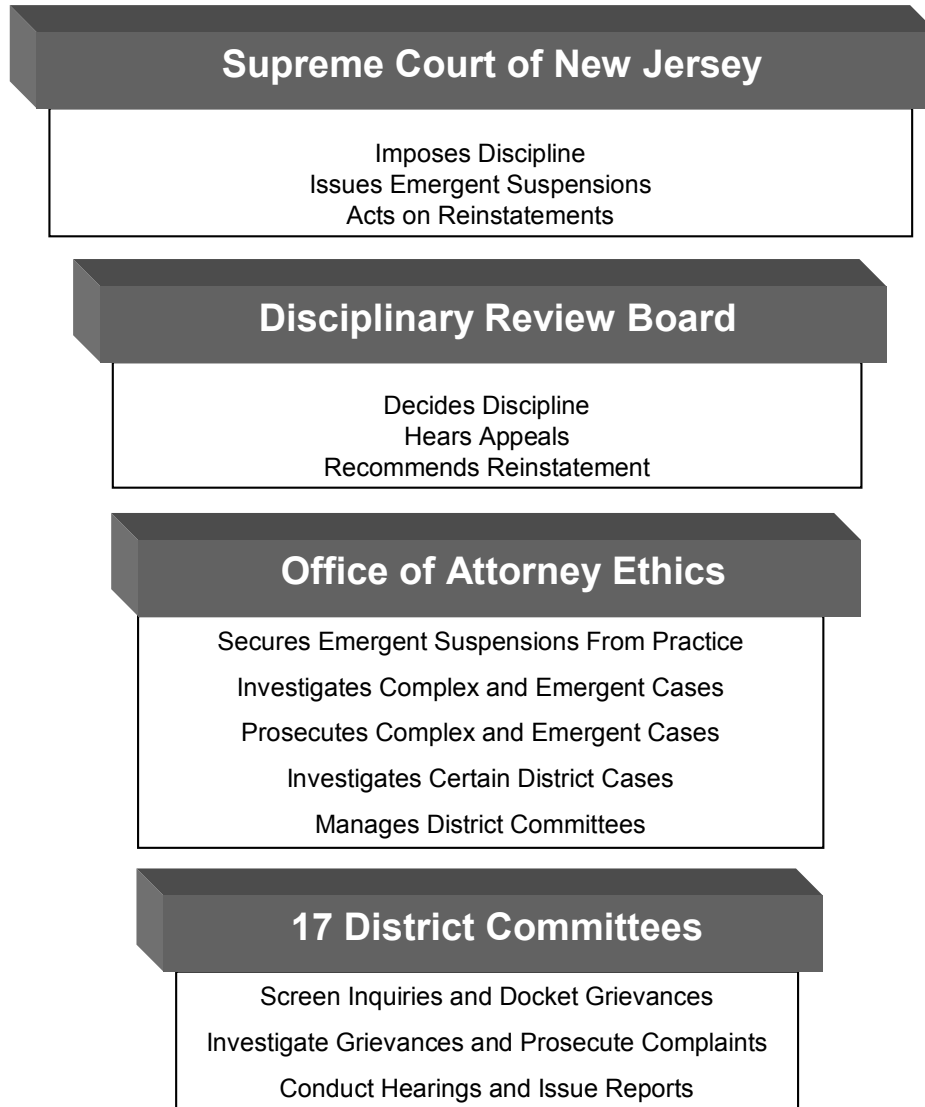 Supreme Court of New Jersey
Imposes Discipline
Issues Emergent Suspensions
Acts on Reinstatements
Disciplinary Review Board
Decides Discipline
Hears Appeals
Recommends Reinstatement
Office of Attorney Ethics
Secures Emergent Suspensions From Practice
Investigates Complex and Emergent Cases
Prosecutes Complex and Emergent Cases
Investigates Certain District Cases
Manages District Committees
17 District Committees
Screen Inquiries and Docket Grievances
Investigate Grievances and Prosecute Complaints
Conduct Hearings and Issue Reports